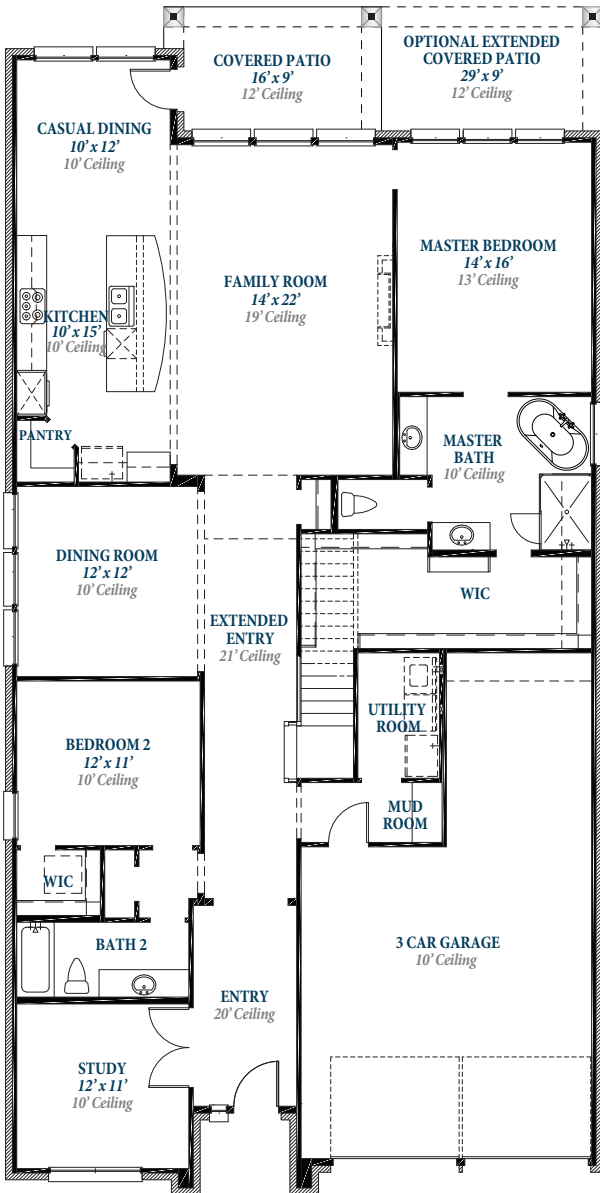 COVERED PATIO
16' x 9'
12' Ceiling
OPTIONAL EXTENDED
COVERED PATIO
29' x 9'
12' Ceiling
CASUAL DINING
10' x 12'
10' Ceiling
MASTER BEDROOM
14' x 16'
13' Ceiling
FAMILY ROOM
14' x 22'
19' Ceiling
KITCHEN
10' x 15'
10' Ceiling
PANTRY
MASTER
BATH
10' Ceiling
DINING ROOM
12' x 12'
10' Ceiling
WIC
EXTENDED
ENTRY
21' Ceiling
UTILITY
ROOM
BEDROOM 2
12' x 11'
10' Ceiling
MUD
ROOM
WIC
BATH 2
3 CAR GARAGE
10' Ceiling
ENTRY
20' Ceiling
STUDY
12' x 11'
10' Ceiling